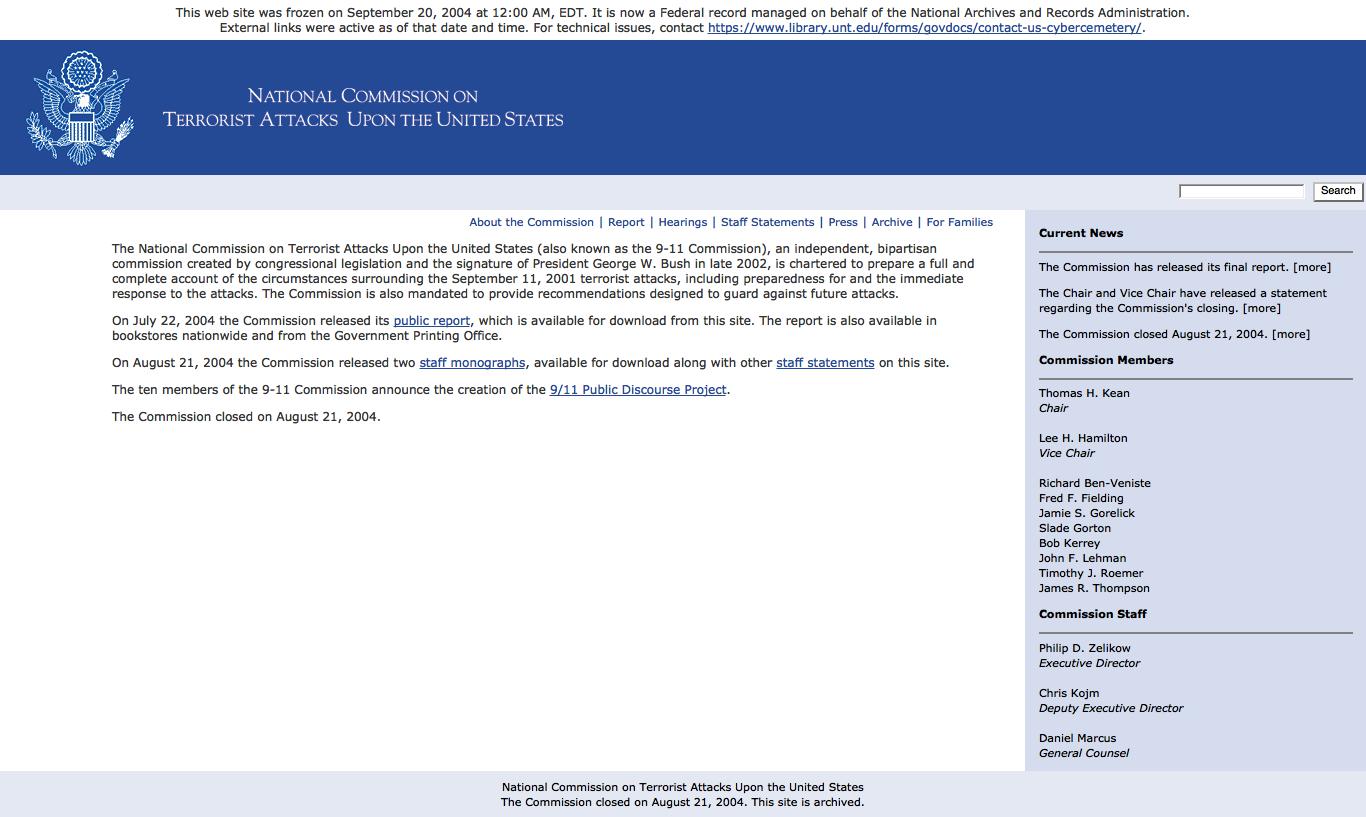 This web site was frozen on September 20, 2004 at 12:00 AM, EDT. It is now a Federal record managed on behalf of the National Archives and Records Administration.
External links were active as of that date and time. For technical issues, contact https://www.library.unt.edu/forms/govdocs/contact-us-cybercemetery/.
National Commission on
Terrorist Attacks Upon the United States
Search
About the Commission | Report | Hearings | Staff Statements | Press | Archive | For Families
The National Commission on Terrorist Attacks Upon the United States (also known as the 9-11 Commission), an independent, bipartisan
commission created by congressional legislation and the signature of President George W. Bush in late 2002, is chartered to prepare a full and
complete account of the circumstances surrounding the September 11, 2001 terrorist attacks, including preparedness for and the immediate
response to the attacks. The Commission is also mandated to provide recommendations designed to guard against future attacks.
On July 22, 2004 the Commission released its public report, which is available for download from this site. The report is also available in
bookstores nationwide and from the Government Printing Office.
On August 21, 2004 the Commission released two staff monographs, available for download along with other staff statements on this site.
The ten members of the 9-11 Commission announce the creation of the 9/11 Public Discourse Project.
The Commission closed on August 21, 2004.
Current News
The Commission has released its final report. [more]
The Chair and Vice Chair have released a statement
regarding the Commission's closing. [more]
The Commission closed August 21, 2004. [more]
Commission Members
Thomas H. Kean
Chair
Lee H. Hamilton
Vice Chair
Richard Ben-Veniste
Fred F. Fielding
Jamie S. Gorelick
Slade Gorton
Bob Kerrey
John F. Lehman
Timothy J. Roemer
James R. Thompson
Commission Staff
Philip D. Zelikow
Executive Director
Chris Kojm
Deputy Executive Director
Daniel Marcus
General Counsel
National Commission on Terrorist Attacks Upon the United States
The Commission closed on August 21, 2004. This site is archived.